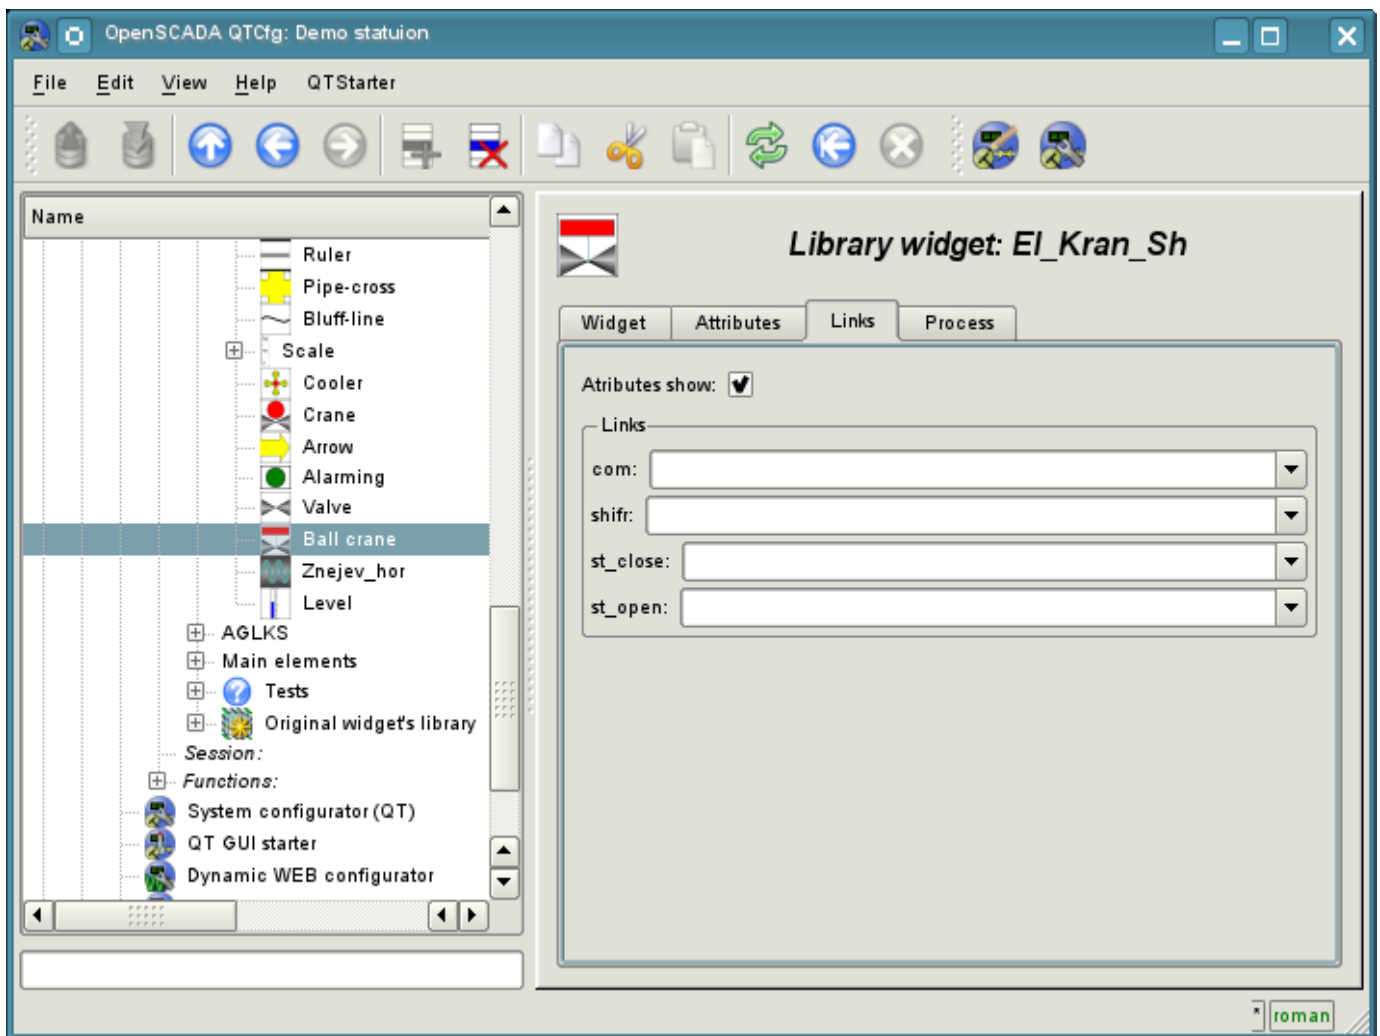 OpenSCADA QTCfg: Demo statuion
File Edit View Help QTStarter
Name
Ruler
Pipe-cross
Bluff-line
Scale
Cooler
Crane
Arrow
Alarming
Valve
Ball crane
Znejev_hor
Level
AGLKS
Main elements
Tests
Original widget's library
Session:
Functions:
System configurator (QT)
QT GUI starter
Dynamic WEB configurator
Library widget: El_Kran_Sh
Widget Attributes Links Process
Atributes show:
Links
com:
shifr:
st_close:
st_open:
* roman